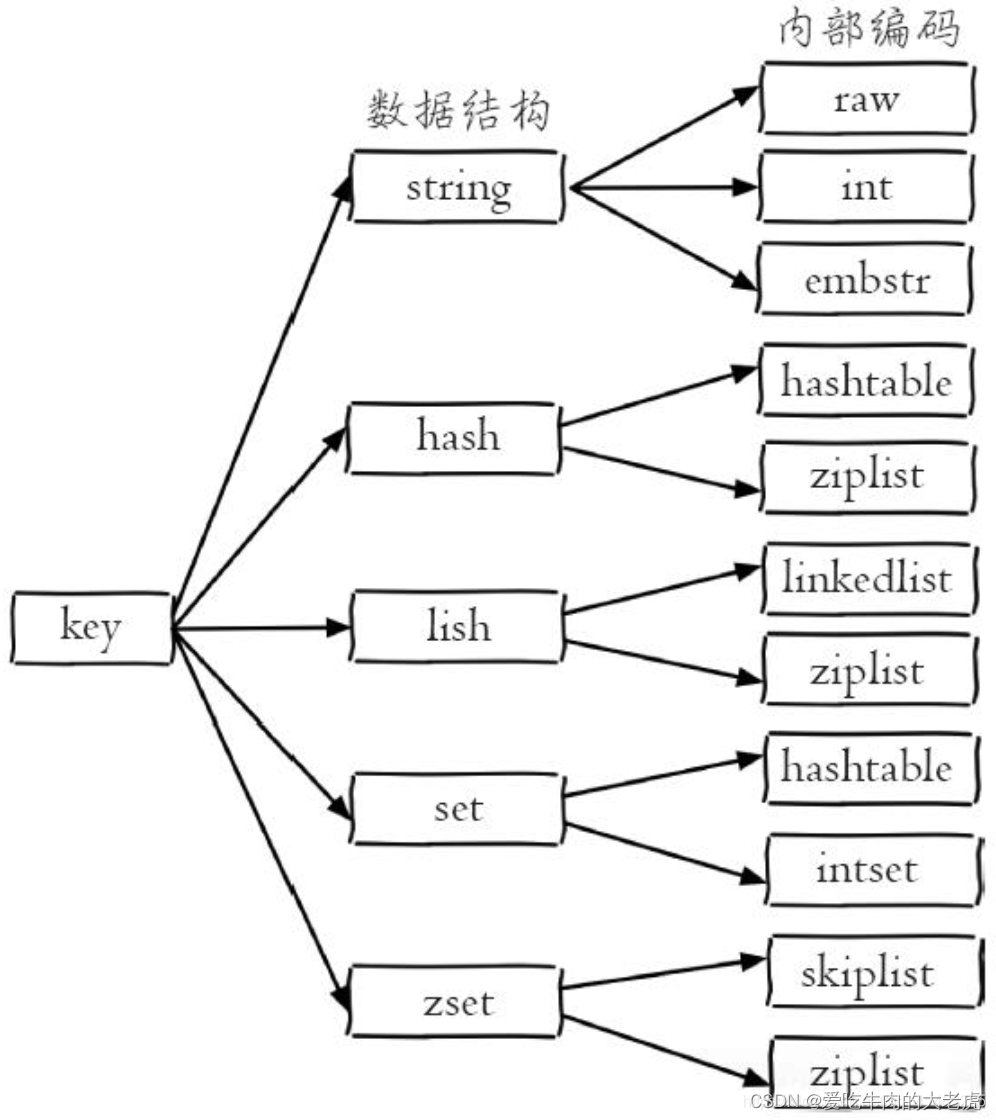 内部编码
数据结构
raw
string
int
embstr
hash
hashtable
ziplist
key
lish
linkedlist
ziplist
set
hashtable
intset
zset
skiplist
ziplist
CSDN @爱吃牛肉的大老虎